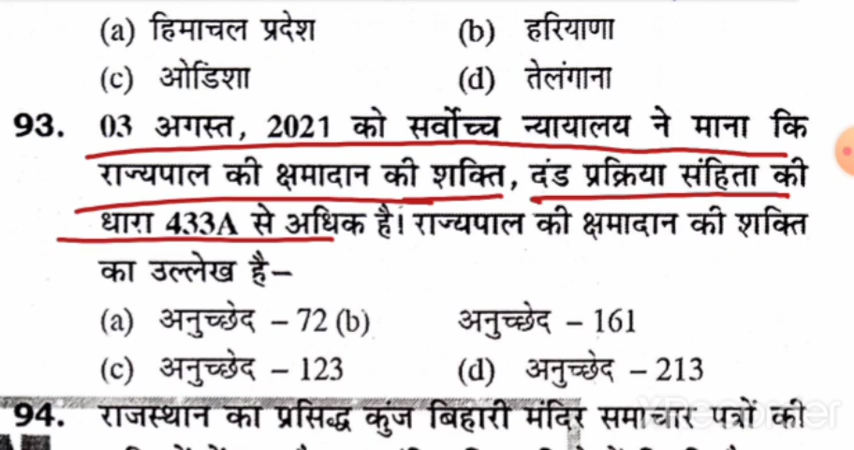 (a) हिमाचल प्रदेश (b) हरियाणा
(c) ओडिशा (d) तेलंगाना
93. 03 अगस्त, 2021 को सर्वोच्च न्यायालय ने माना कि
राज्यपाल की क्षमादान की शक्ति, दंड प्रक्रिया संहिता की
धारा 433A से अधिक है। राज्यपाल की क्षमादान की शक्ति
का उल्लेख है–
(a) अनुच्छेद – 72 (b) अनुच्छेद – 161
(c) अनुच्छेद – 123 (d) अनुच्छेद – 213
94. राजस्थान का प्रसिद्ध कुंज बिहारी मंदिर समाचार पत्रों की